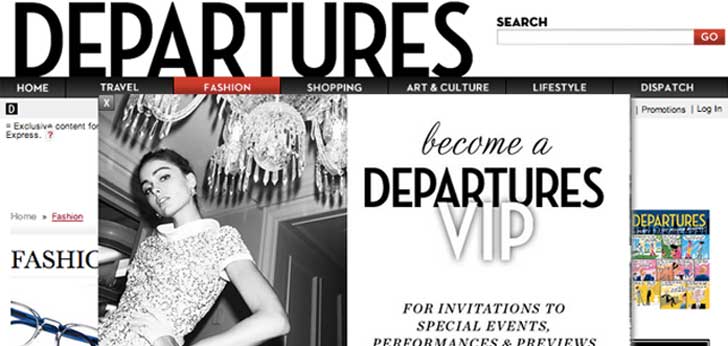 DEPARTURES
SEARCH
GO
HOME
TRAVEL
FASHION
SHOPPING
ART & CULTURE
LIFESTYLE
DISPATCH
X
D
= Exclusive content for
Express. ?
| Promotions | Log In
become a
DEPARTURES
VIP
Home » Fashion
DEPARTURES
FASHIC
FOR INVITATIONS TO
SPECIAL EVENTS,
PERFORMANCES & PREVIEWS